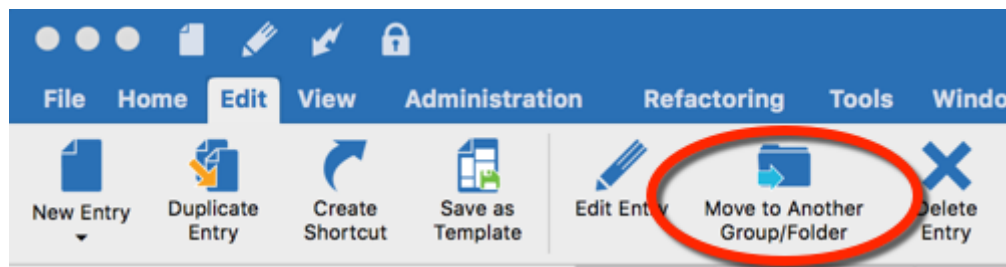 File Home Edit View Administration Refactoring Tools Windo
New Entry Duplicate Create Save as Edit Entry Move to Another Delete
Entry Shortcut Template Group/Folder Entry